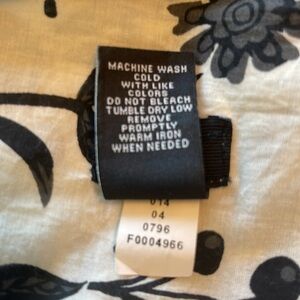 MACHINE WASH
COLD
WITH LIKE
COLORS
DO NOT BLEACH
TUMBLE DRY LOW
REMOVE
PROMPTLY
WARM IRON
WHEN NEEDED
014
04
0796
F0004966